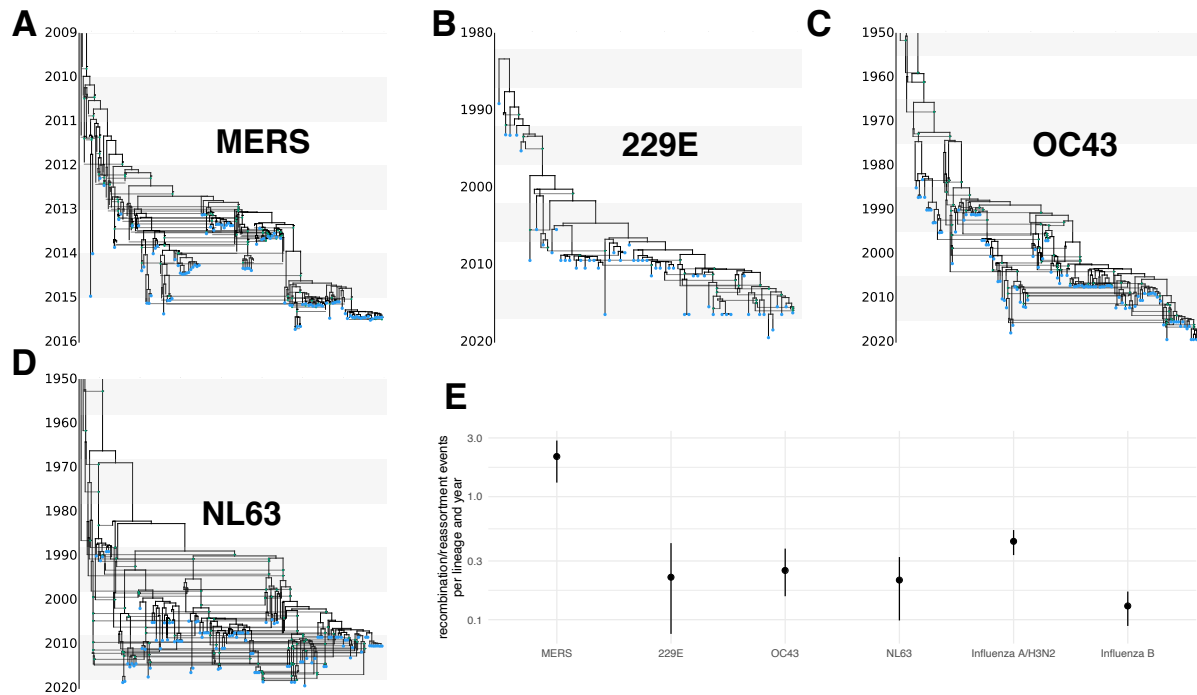 A
2009
2010
2011
2012
2013
2014
2015
2016
MERS
B
1980
1990
2000
2010
2020
229E
C
1950
1960
1970
1980
1990
2000
2010
2020
OC43
D
1950
1960
1970
1980
1990
2000
2010
2020
NL63
E
recombination/reassortment events
per lineage and year
3.0
1.0
0.3
0.1
MERS 229E OC43 NL63 Influenza A/H3N2 Influenza B